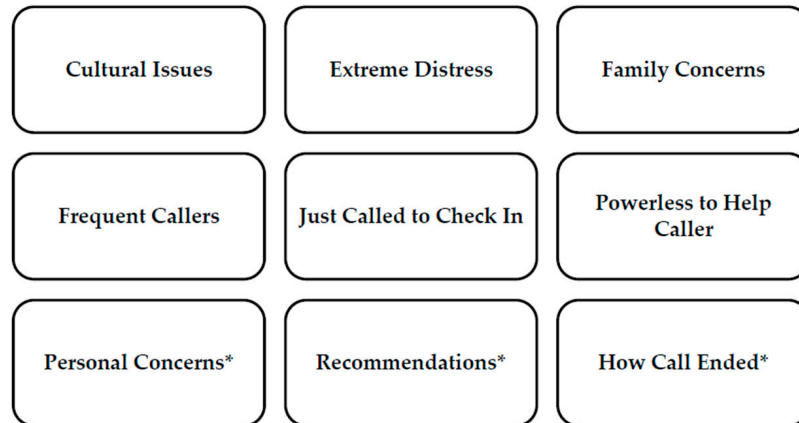 Cultural Issues
Extreme Distress
Family Concerns
Frequent Callers
Just Called to Check In
Powerless to Help
Caller
Personal Concerns*
Recommendations*
How Call Ended*